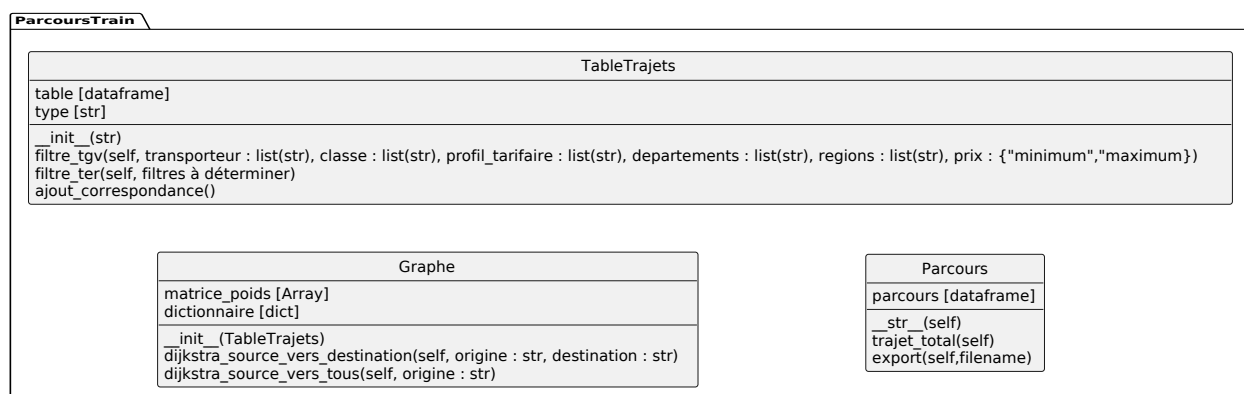 ParcoursTrain
TableTrajets
table [dataframe]
type [str]
__init__(str)
filtre_tgv(self, transporteur : list(str), classe : list(str), profil_tarifaire : list(str), departements : list(str), regions : list(str), prix : {"minimum","maximum})
filtre_ter(self, filtres à déterminer)
ajout_correspondance()
Graphe
matrice_poids [Array]
dictionnaire [dict]
__init__(TableTrajets)
dijkstra_source_vers_destination(self, origine : str, destination : str)
dijkstra_source_vers_tous(self, origine : str)
Parcours
parcours [dataframe]
__str__(self)
trajet_total(self)
export(self,filename)